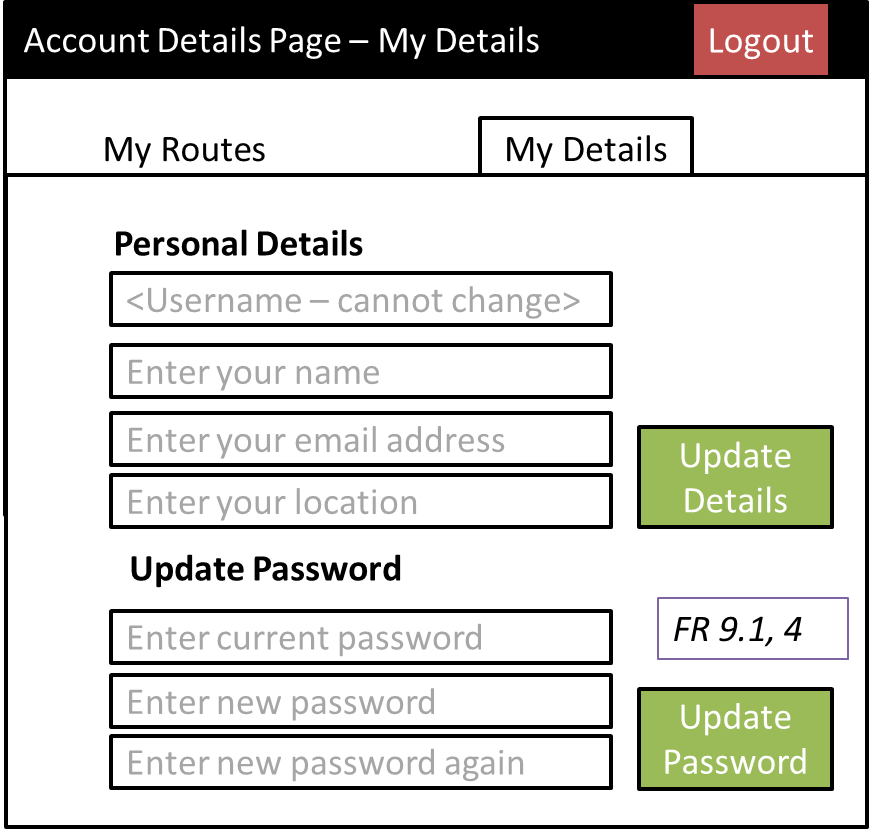 Account Details Page – My Details
Logout
My Routes
My Details
Personal Details
<Username – cannot change>
Enter your name
Enter your email address
Enter your location
Update
Details
Update Password
Enter current password
FR 9.1, 4
Enter new password
Enter new password again
Update
Password